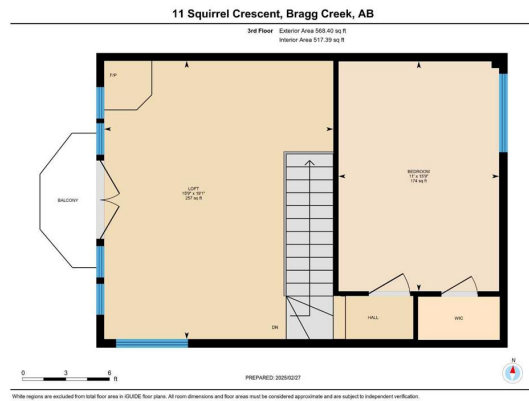 11 Squirrel Crescent, Bragg Creek, AB
3rd Floor Exterior Area 568.40 sq ft
Interior Area 517.39 sq ft
F/P
BALCONY
LOFT
15'9" x 19'1"
257 sq ft
BEDROOM
11' x 15'9"
174 sq ft
DN
HALL
WIC
0 3 6
ft
PREPARED: 2025/02/27
N
White regions are excluded from total floor area in iGUIDE floor plans. All room dimensions and floor areas must be considered approximate and are subject to independent verification.